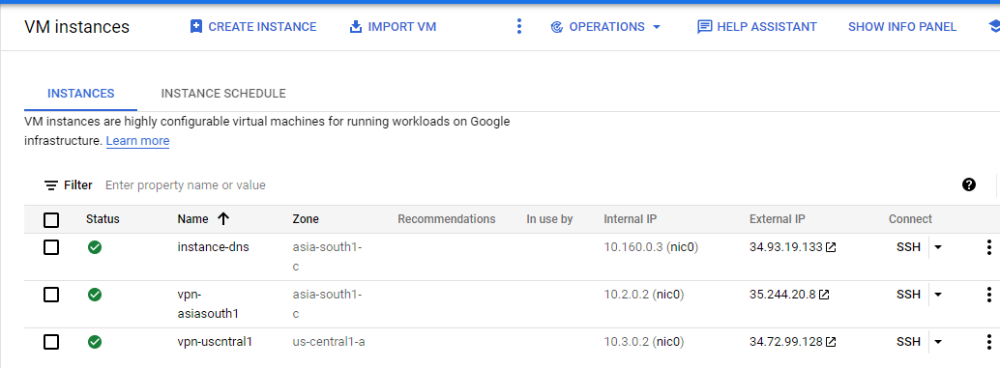 VM instances CREATE INSTANCE IMPORT VM OPERATIONS HELP ASSISTANT SHOW INFO PANEL
INSTANCES INSTANCE SCHEDULE
VM instances are highly configurable virtual machines for running workloads on Google
infrastructure. Learn more
Filter Enter property name or value
Status Name Zone Recommendations In use by Internal IP External IP Connect
instance-dns asia-south1- 10.160.0.3 (nic0) 34.93.19.133 SSH
c
vpn- asia-south1- 10.2.0.2 (nic0) 35.244.20.8 SSH
asiasouth1 c
vpn-uscntral1 us-central1-a 10.3.0.2 (nic0) 34.72.99.128 SSH